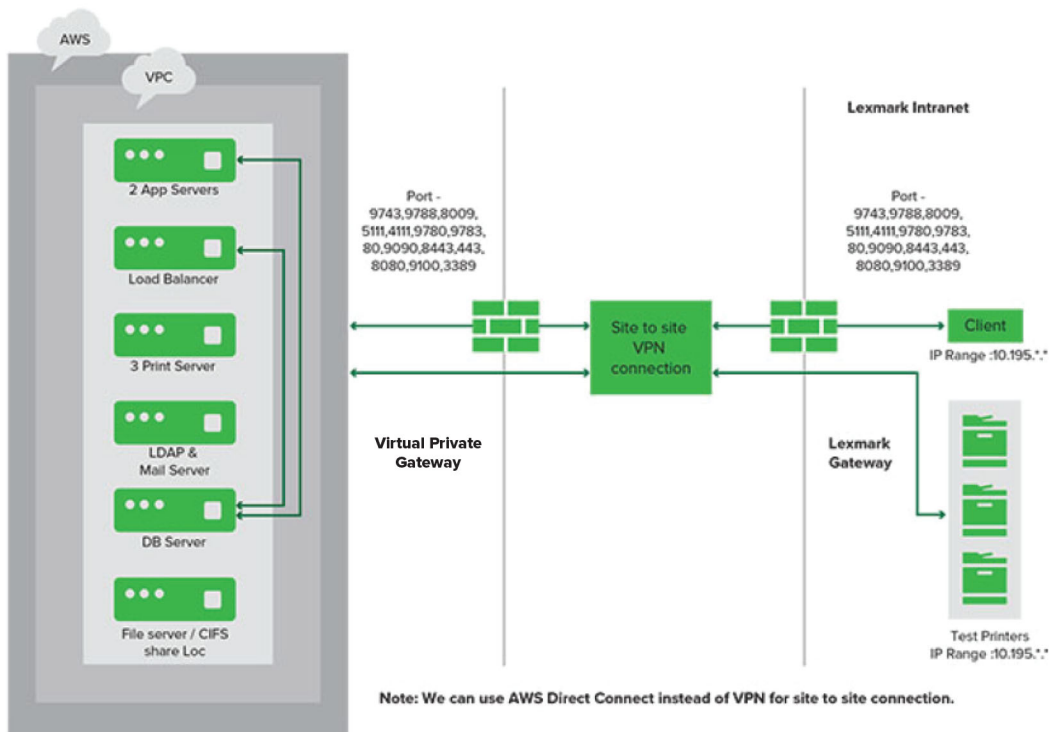 AWS
VPC
2 App Servers
Load Balancer
3 Print Server
LDAP &
Mail Server
DB Server
File server / CIFS
share Loc
Port -
9743,9788,8009,
5111,4111,9780,9783,
80,9090,8443,443,
8080,9100,3389
Virtual Private
Gateway
Site to site
VPN
connection
Lexmark Intranet
Port -
9743,9788,8009,
5111,4111,9780,9783,
80,9090,8443,443,
8080,9100,3389
Lexmark
Gateway
Client
IP Range :10.195.*.*
Test Printers
IP Range :10.195.*.*
Note: We can use AWS Direct Connect instead of VPN for site to site connection.